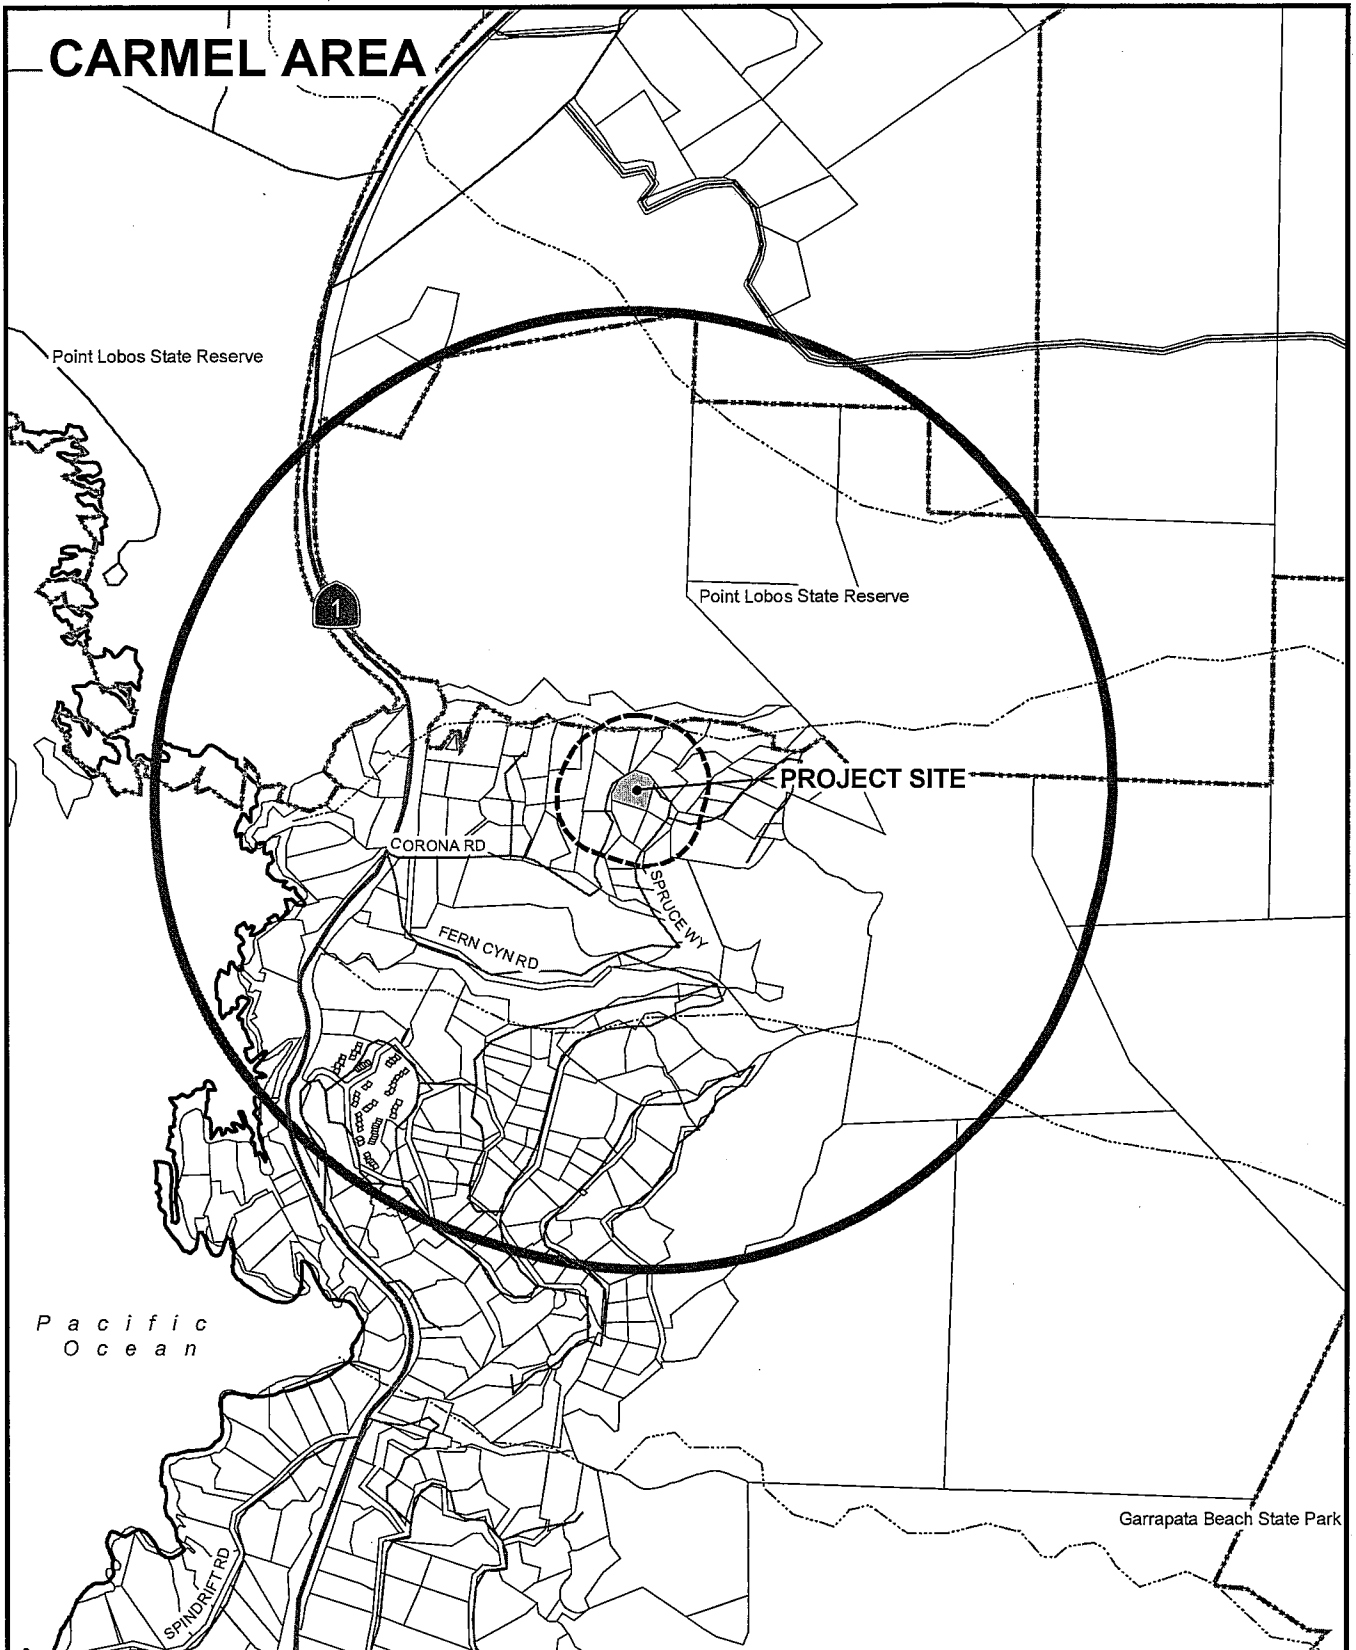 CARMEL AREA
Point Lobos State Reserve
1
Point Lobos State Reserve
PROJECT SITE
CORONA RD
SPRUCE WY
FERN CYN RD
Pacific
Ocean
Garrapata Beach State Park
SPINDRIFT RD